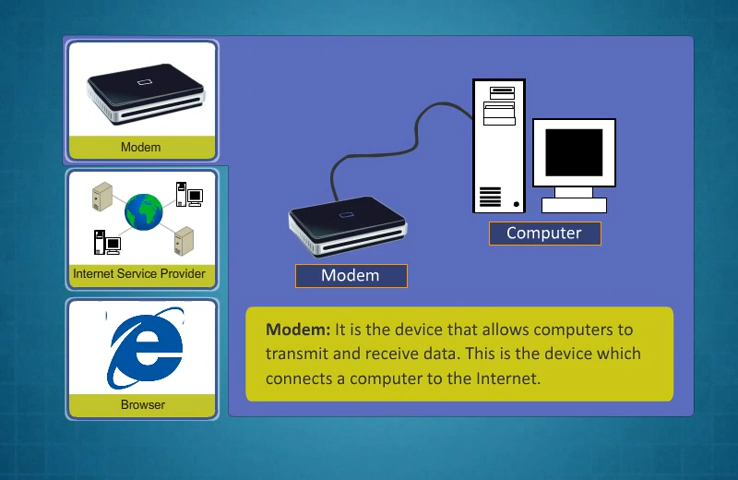 Modem
Internet Service Provider
Browser
Computer
Modem
Modem: It is the device that allows computers to
transmit and receive data. This is the device which
connects a computer to the Internet.